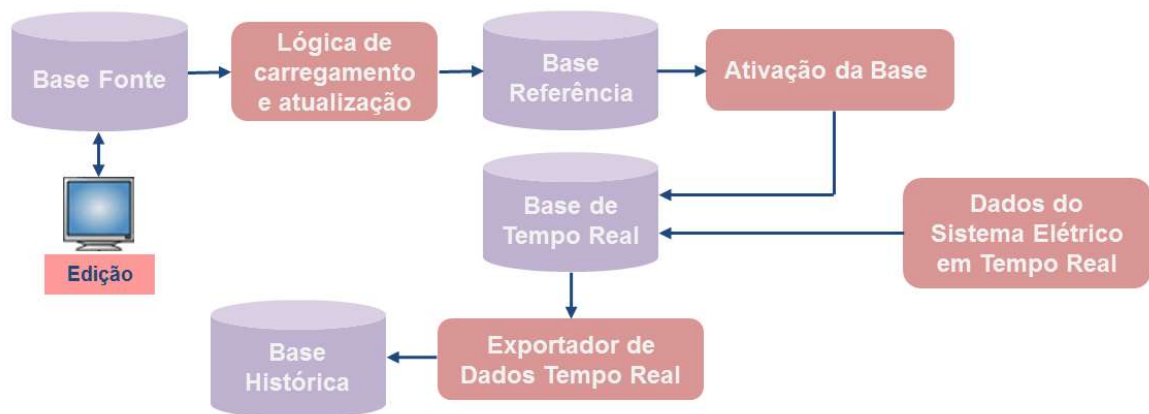 Base Fonte
Lógica de
carregamento
e atualização
Base
Referência
Ativação da Base
Edição
Base de
Tempo Real
Dados do
Sistema Elétrico
em Tempo Real
Base
Histórica
Exportador de
Dados Tempo Real